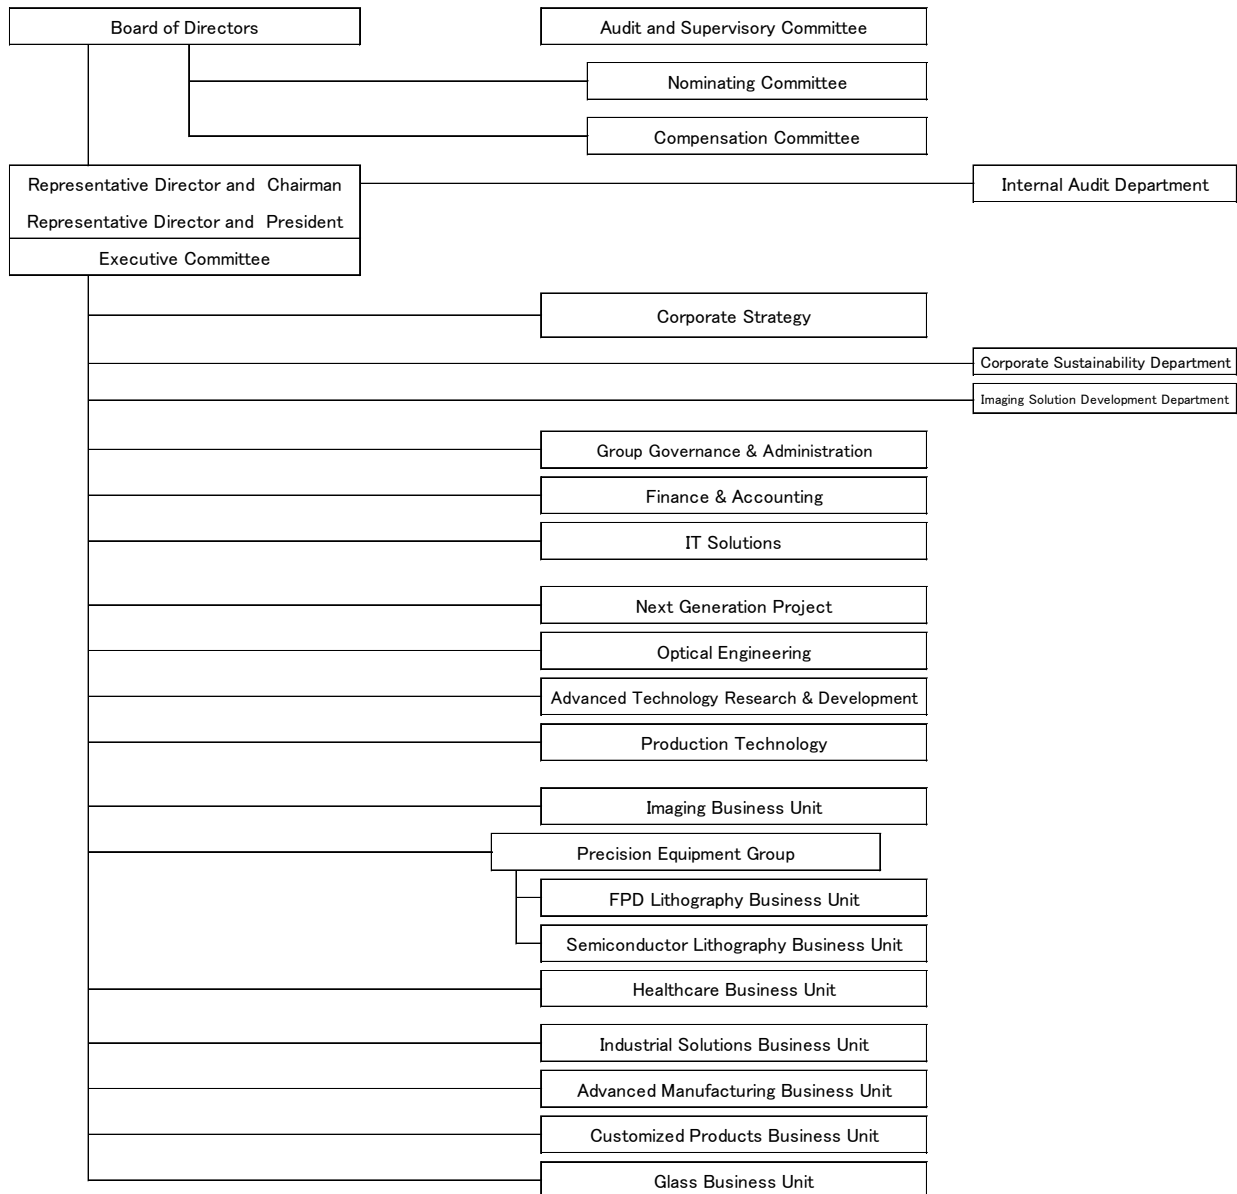 Board of Directors
Audit and Supervisory Committee
Nominating Committee
Compensation Committee
Representative Director and Chairman
Internal Audit Department
Representative Director and President
Executive Committee
Corporate Strategy
Corporate Sustainability Department
Imaging Solution Development Department
Group Governance & Administration
Finance & Accounting
IT Solutions
Next Generation Project
Optical Engineering
Advanced Technology Research & Development
Production Technology
Imaging Business Unit
Precision Equipment Group
FPD Lithography Business Unit
Semiconductor Lithography Business Unit
Healthcare Business Unit
Industrial Solutions Business Unit
Advanced Manufacturing Business Unit
Customized Products Business Unit
Glass Business Unit